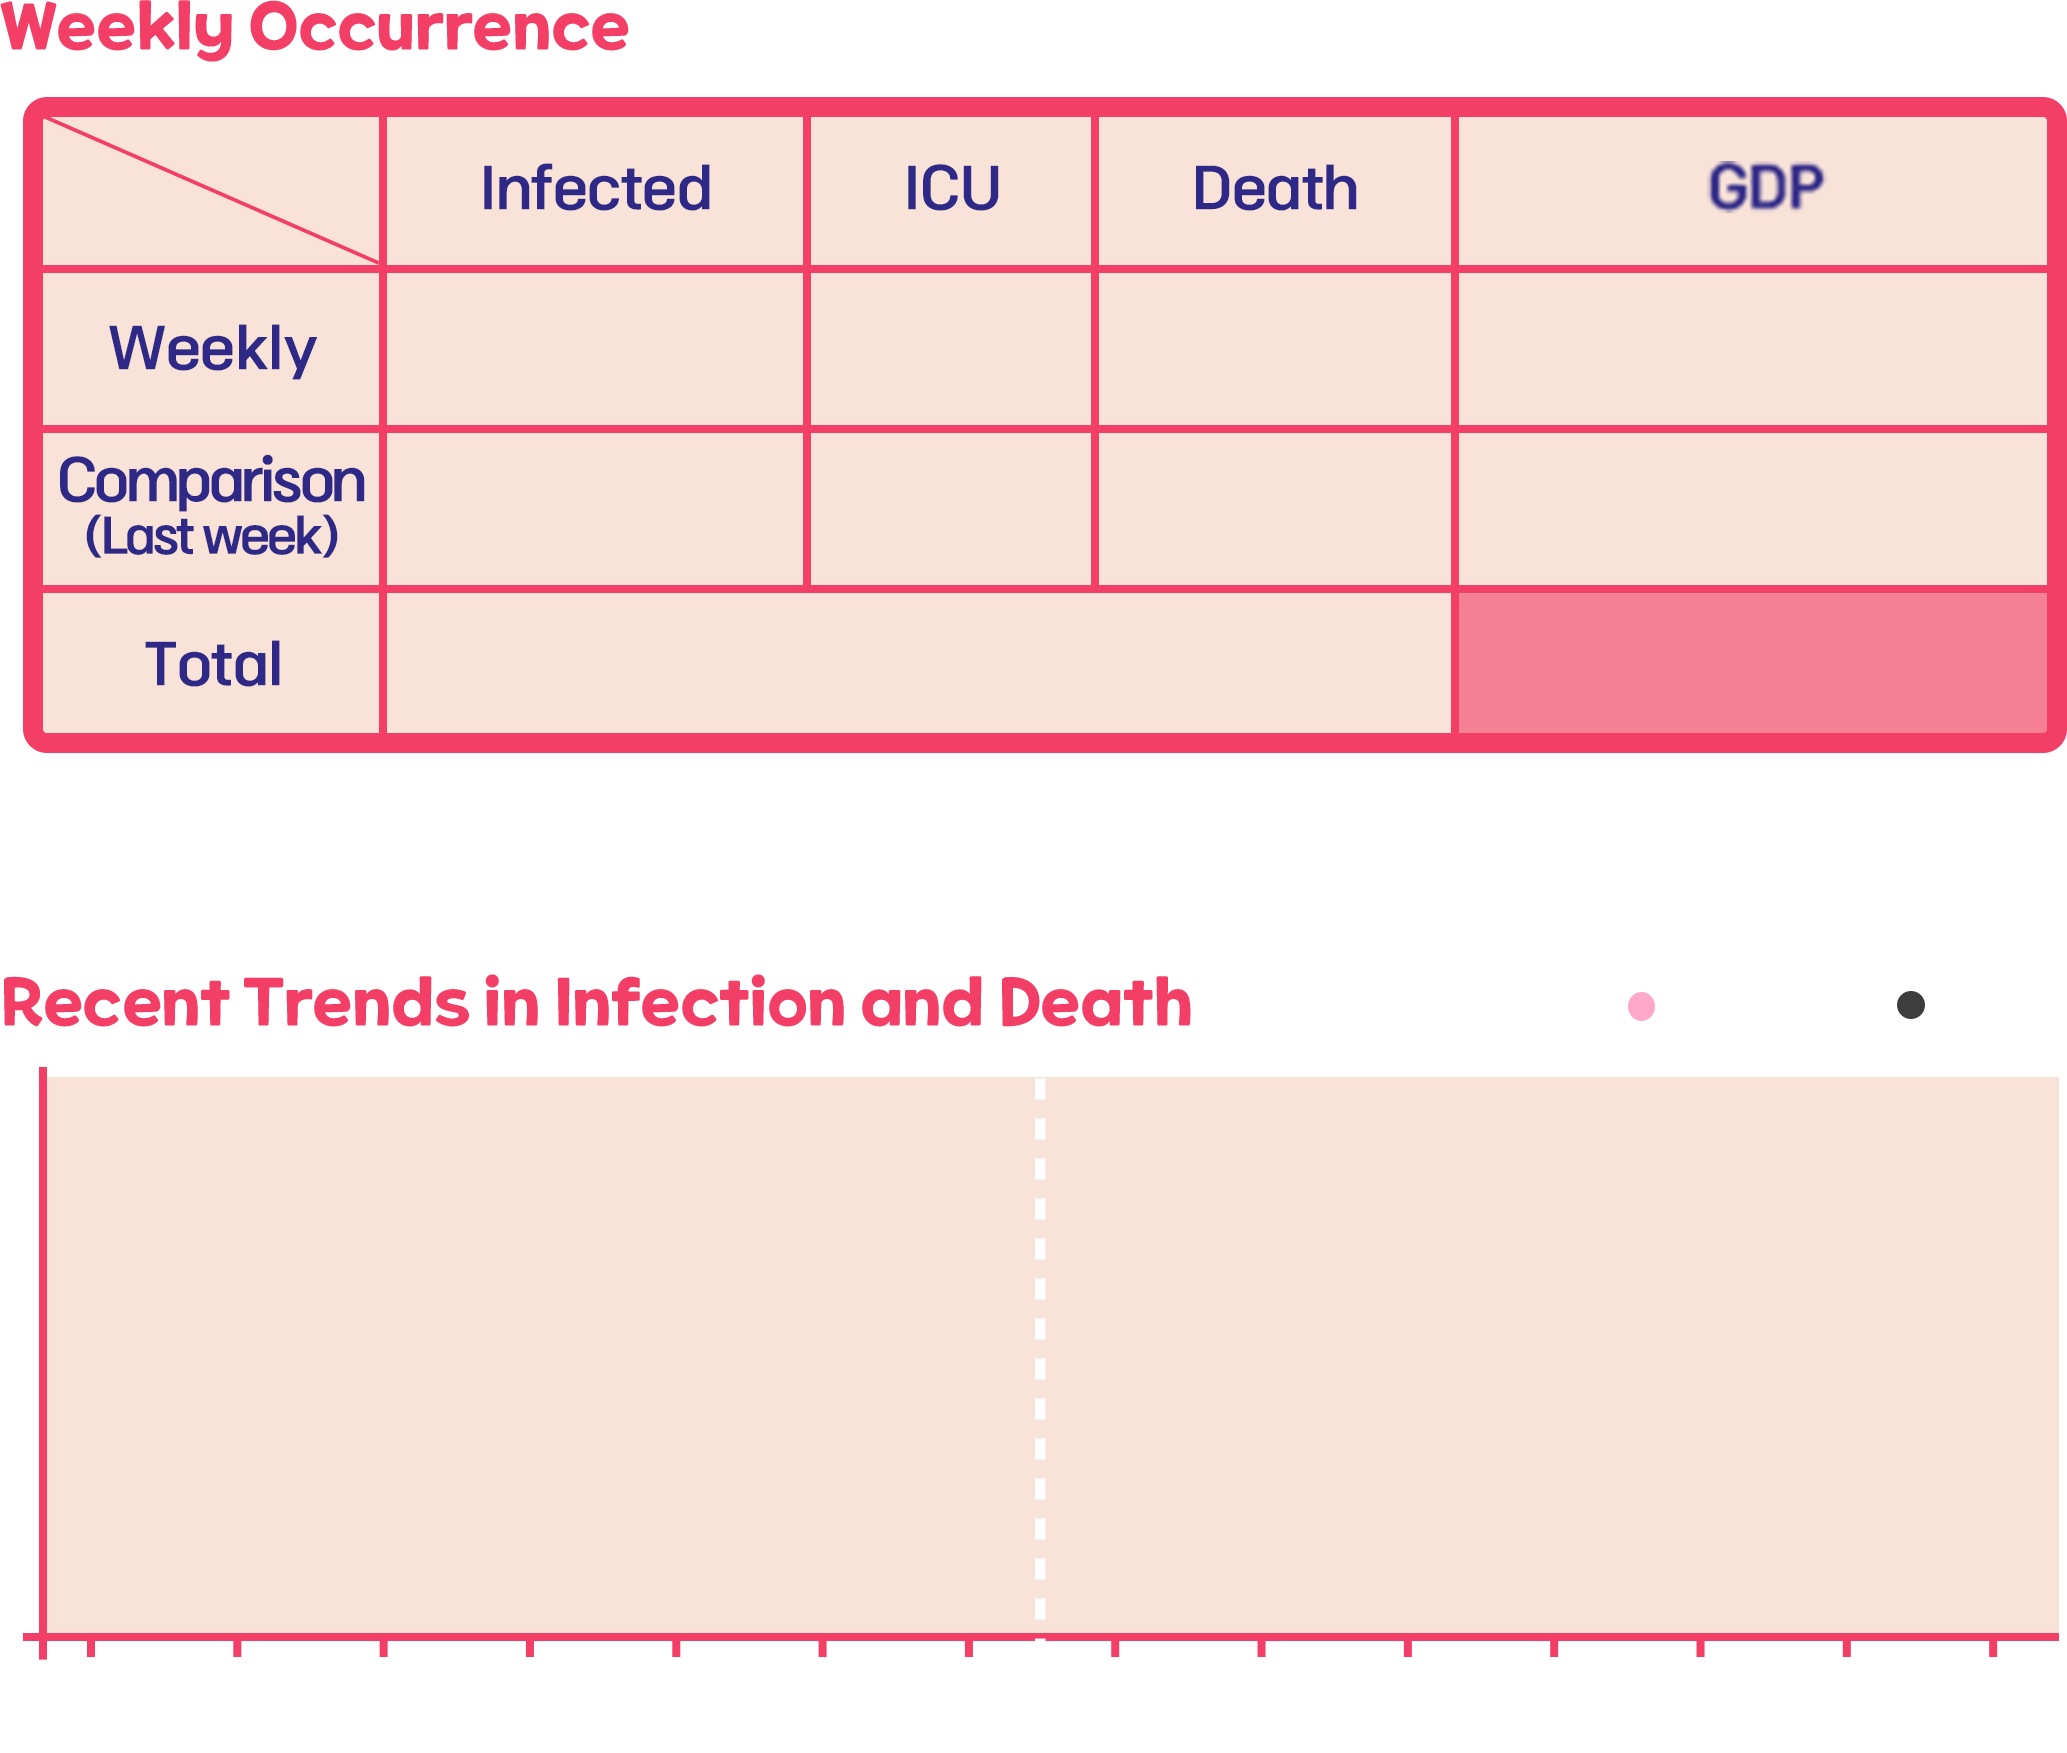 Weekly Occurrence
Infected ICU Death GDP
Weekly
Comparison
(Last week)
Total
Recent Trends in Infection and Death